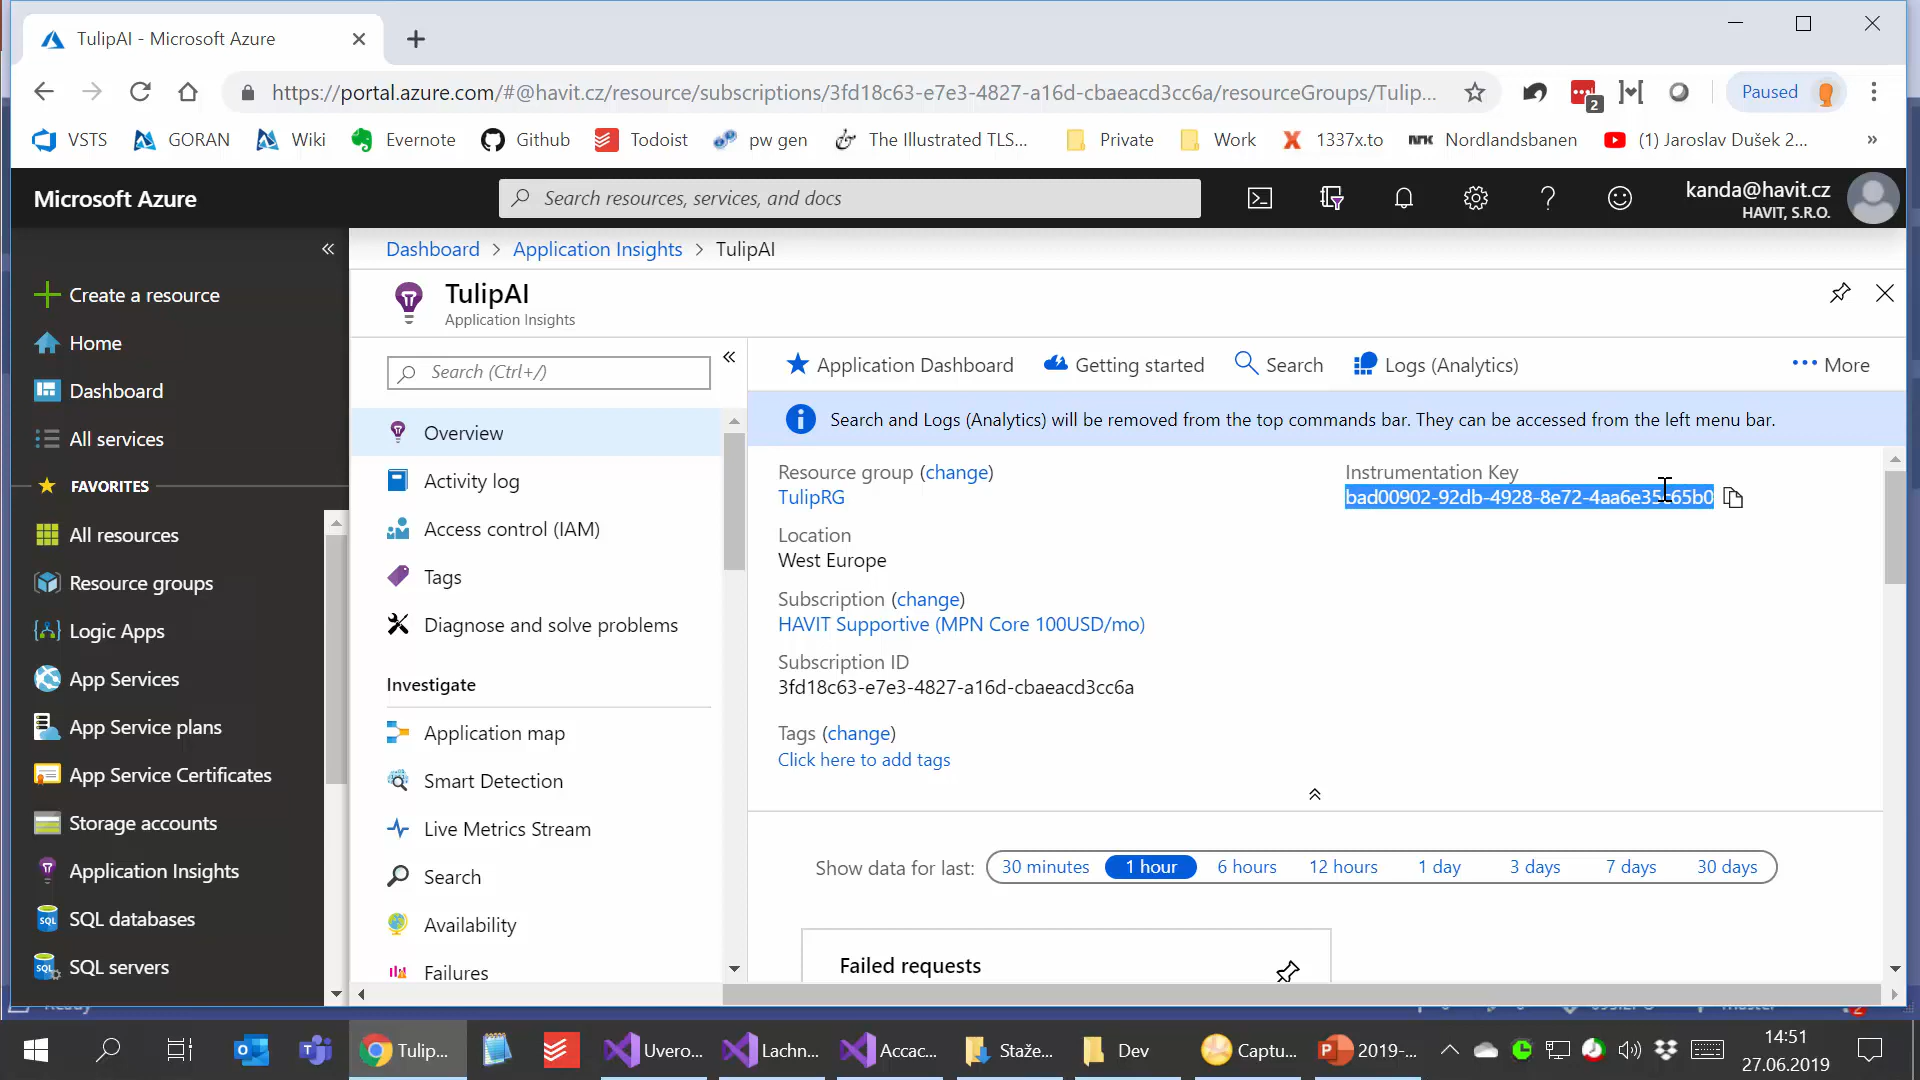 TulipAI - Microsoft Azure
https://portal.azure.com/#@havit.cz/resource/subscriptions/3fd18c63-e7e3-4827-a16d-cbaeacd3cc6a/resourceGroups/Tulip...
2
Paused
VSTS
GORAN
Wiki
Evernote
Github
Todoist
pw gen
The Illustrated TLS...
Private
Work
1337x.to
NRK Nordlandsbanen
(1) Jaroslav Dušek 2...
»
Microsoft Azure
Search resources, services, and docs
kanda@havit.cz
HAVIT, S.R.O.
Dashboard > Application Insights > TulipAI
Create a resource
Home
Dashboard
All services
FAVORITES
All resources
Resource groups
Logic Apps
App Services
App Service plans
App Service Certificates
Storage accounts
Application Insights
SQL databases
SQL servers
TulipAI
Application Insights
Search (Ctrl+/)
Overview
Activity log
Access control (IAM)
Tags
Diagnose and solve problems
Investigate
Application map
Smart Detection
Live Metrics Stream
Search
Availability
Failures
Application Dashboard
Getting started
Search
Logs (Analytics)
More
Search and Logs (Analytics) will be removed from the top commands bar. They can be accessed from the left menu bar.
Resource group (change)
TulipRG
Location
West Europe
Subscription (change)
HAVIT Supportive (MPN Core 100USD/mo)
Subscription ID
3fd18c63-e7e3-4827-a16d-cbaeacd3cc6a
Tags (change)
Click here to add tags
Instrumentation Key
Show data for last:
30 minutes
1 hour
6 hours
12 hours
1 day
3 days
7 days
30 days
Failed requests
Ready
master
2
Tulip...
Uvero...
Lachn...
Accac...
Staže...
Dev
Captu...
2019-...
14:51
27.06.2019